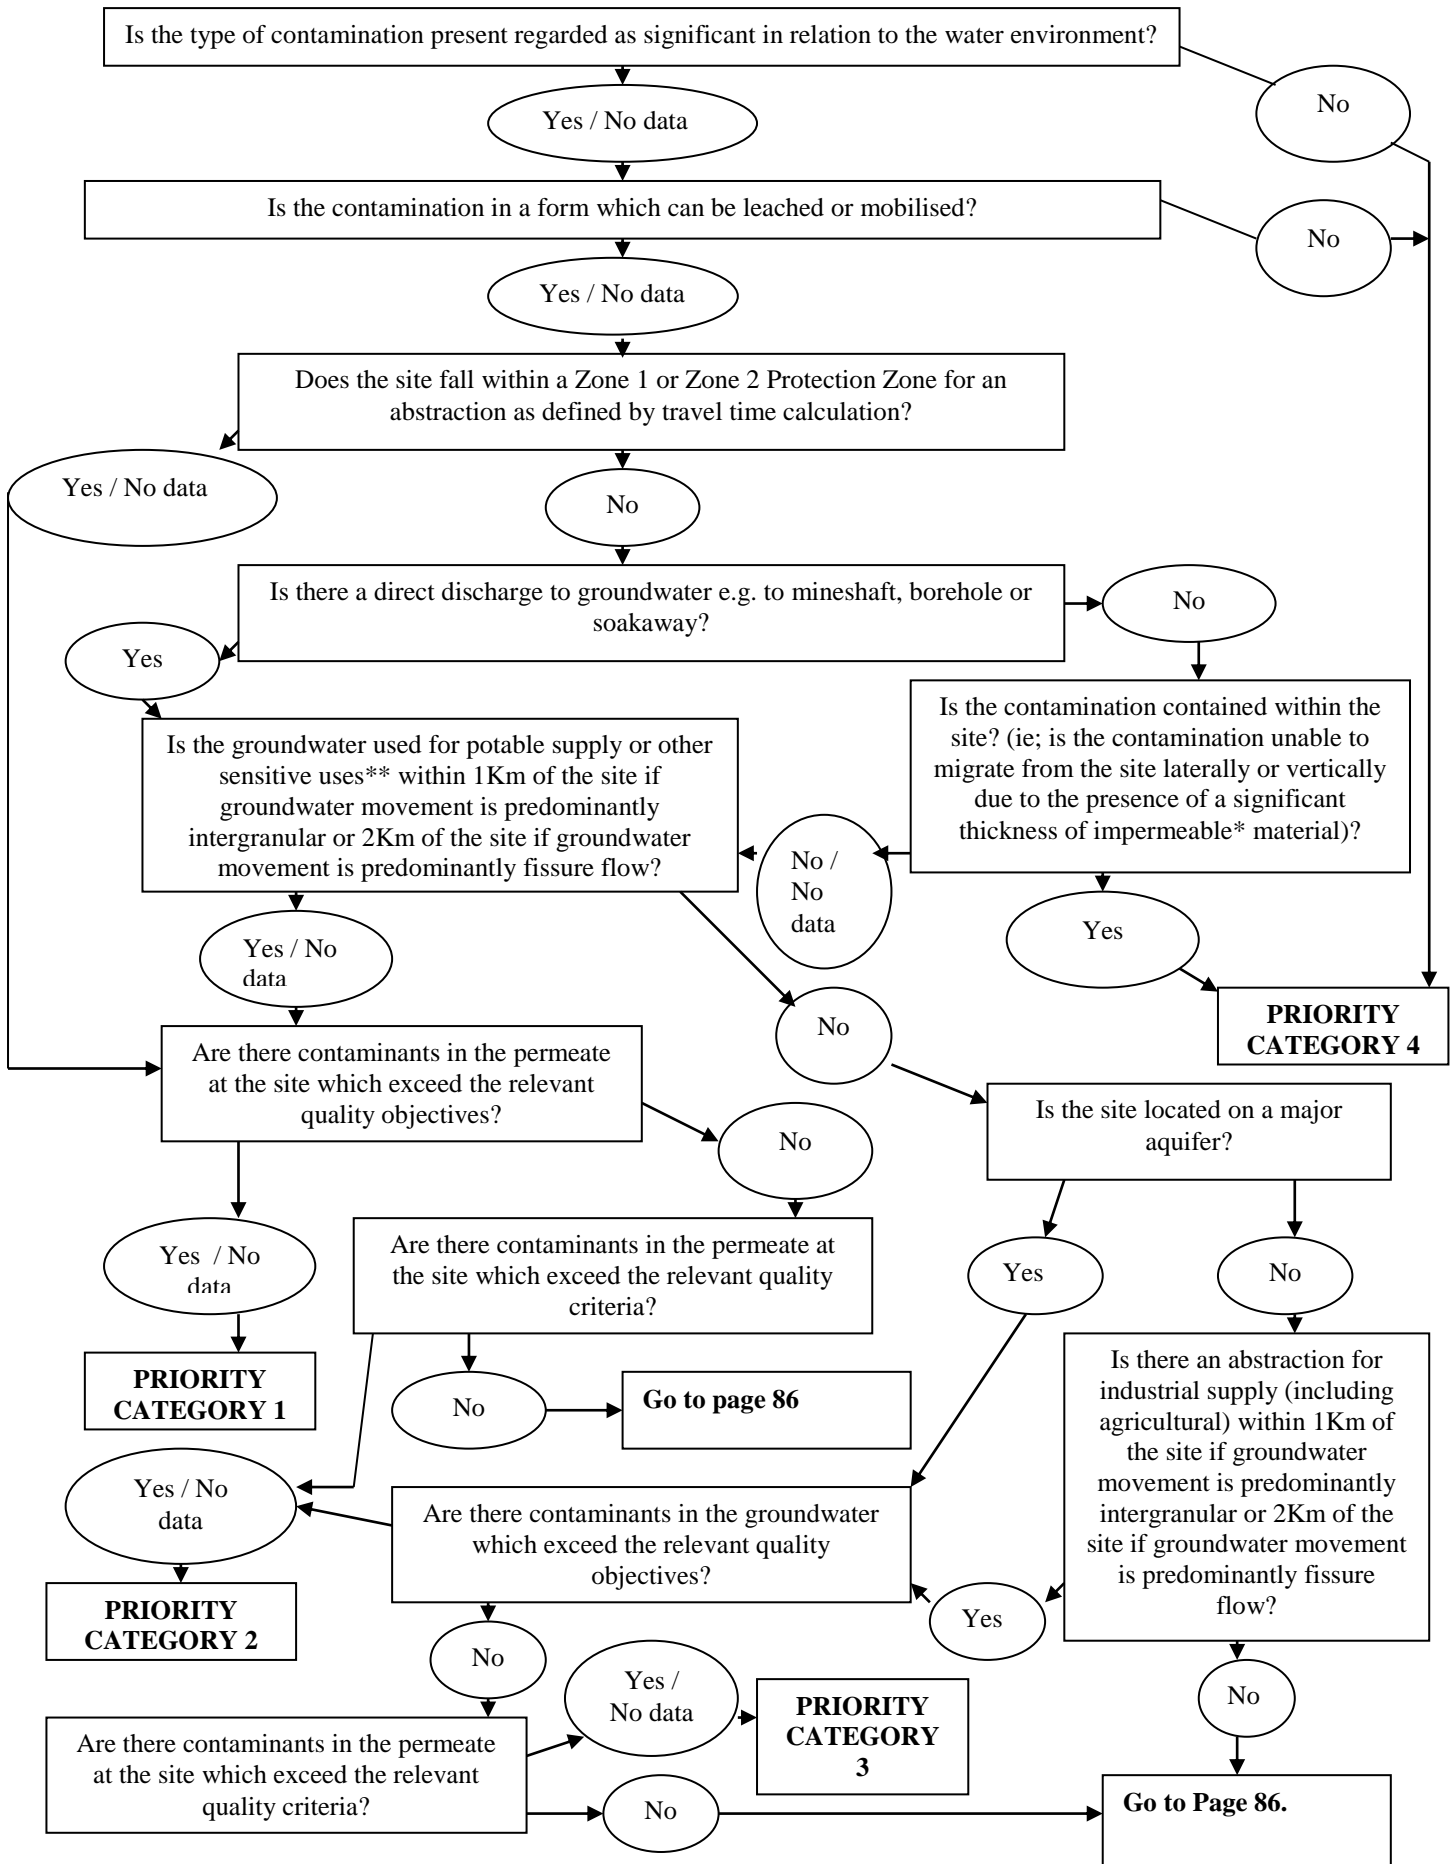 Is the type of contamination present regarded as significant in relation to the water environment?
No
Yes / No data
Is the contamination in a form which can be leached or mobilised?
No
Yes / No data
Does the site fall within a Zone 1 or Zone 2 Protection Zone for an
abstraction as defined by travel time calculation?
Yes / No data
No
Is there a direct discharge to groundwater e.g. to mineshaft, borehole or
soakaway?
No
Yes
Is the contamination contained within the
site? (ie; is the contamination unable to
migrate from the site laterally or vertically
due to the presence of a significant
thickness of impermeable* material)?
Is the groundwater used for potable supply or other
sensitive uses** within 1Km of the site if
groundwater movement is predominantly
intergranular or 2Km of the site if groundwater
movement is predominantly fissure flow?
No /
No
data
Yes
Yes / No
data
No
PRIORITY
CATEGORY 4
Are there contaminants in the permeate
at the site which exceed the relevant
quality objectives?
Is the site located on a major
aquifer?
No
Yes / No
data
Are there contaminants in the permeate at
the site which exceed the relevant quality
criteria?
Yes
No
PRIORITY
CATEGORY 1
No
Go to page 86
Is there an abstraction for
industrial supply (including
agricultural) within 1Km of
the site if groundwater
movement is predominantly
intergranular or 2Km of the
site if groundwater movement
is predominantly fissure
flow?
Yes / No
data
Are there contaminants in the groundwater
which exceed the relevant quality
objectives?
Yes
PRIORITY
CATEGORY 2
No
Yes /
No data
PRIORITY
CATEGORY
3
No
Are there contaminants in the permeate
at the site which exceed the relevant
quality criteria?
No
Go to Page 86.